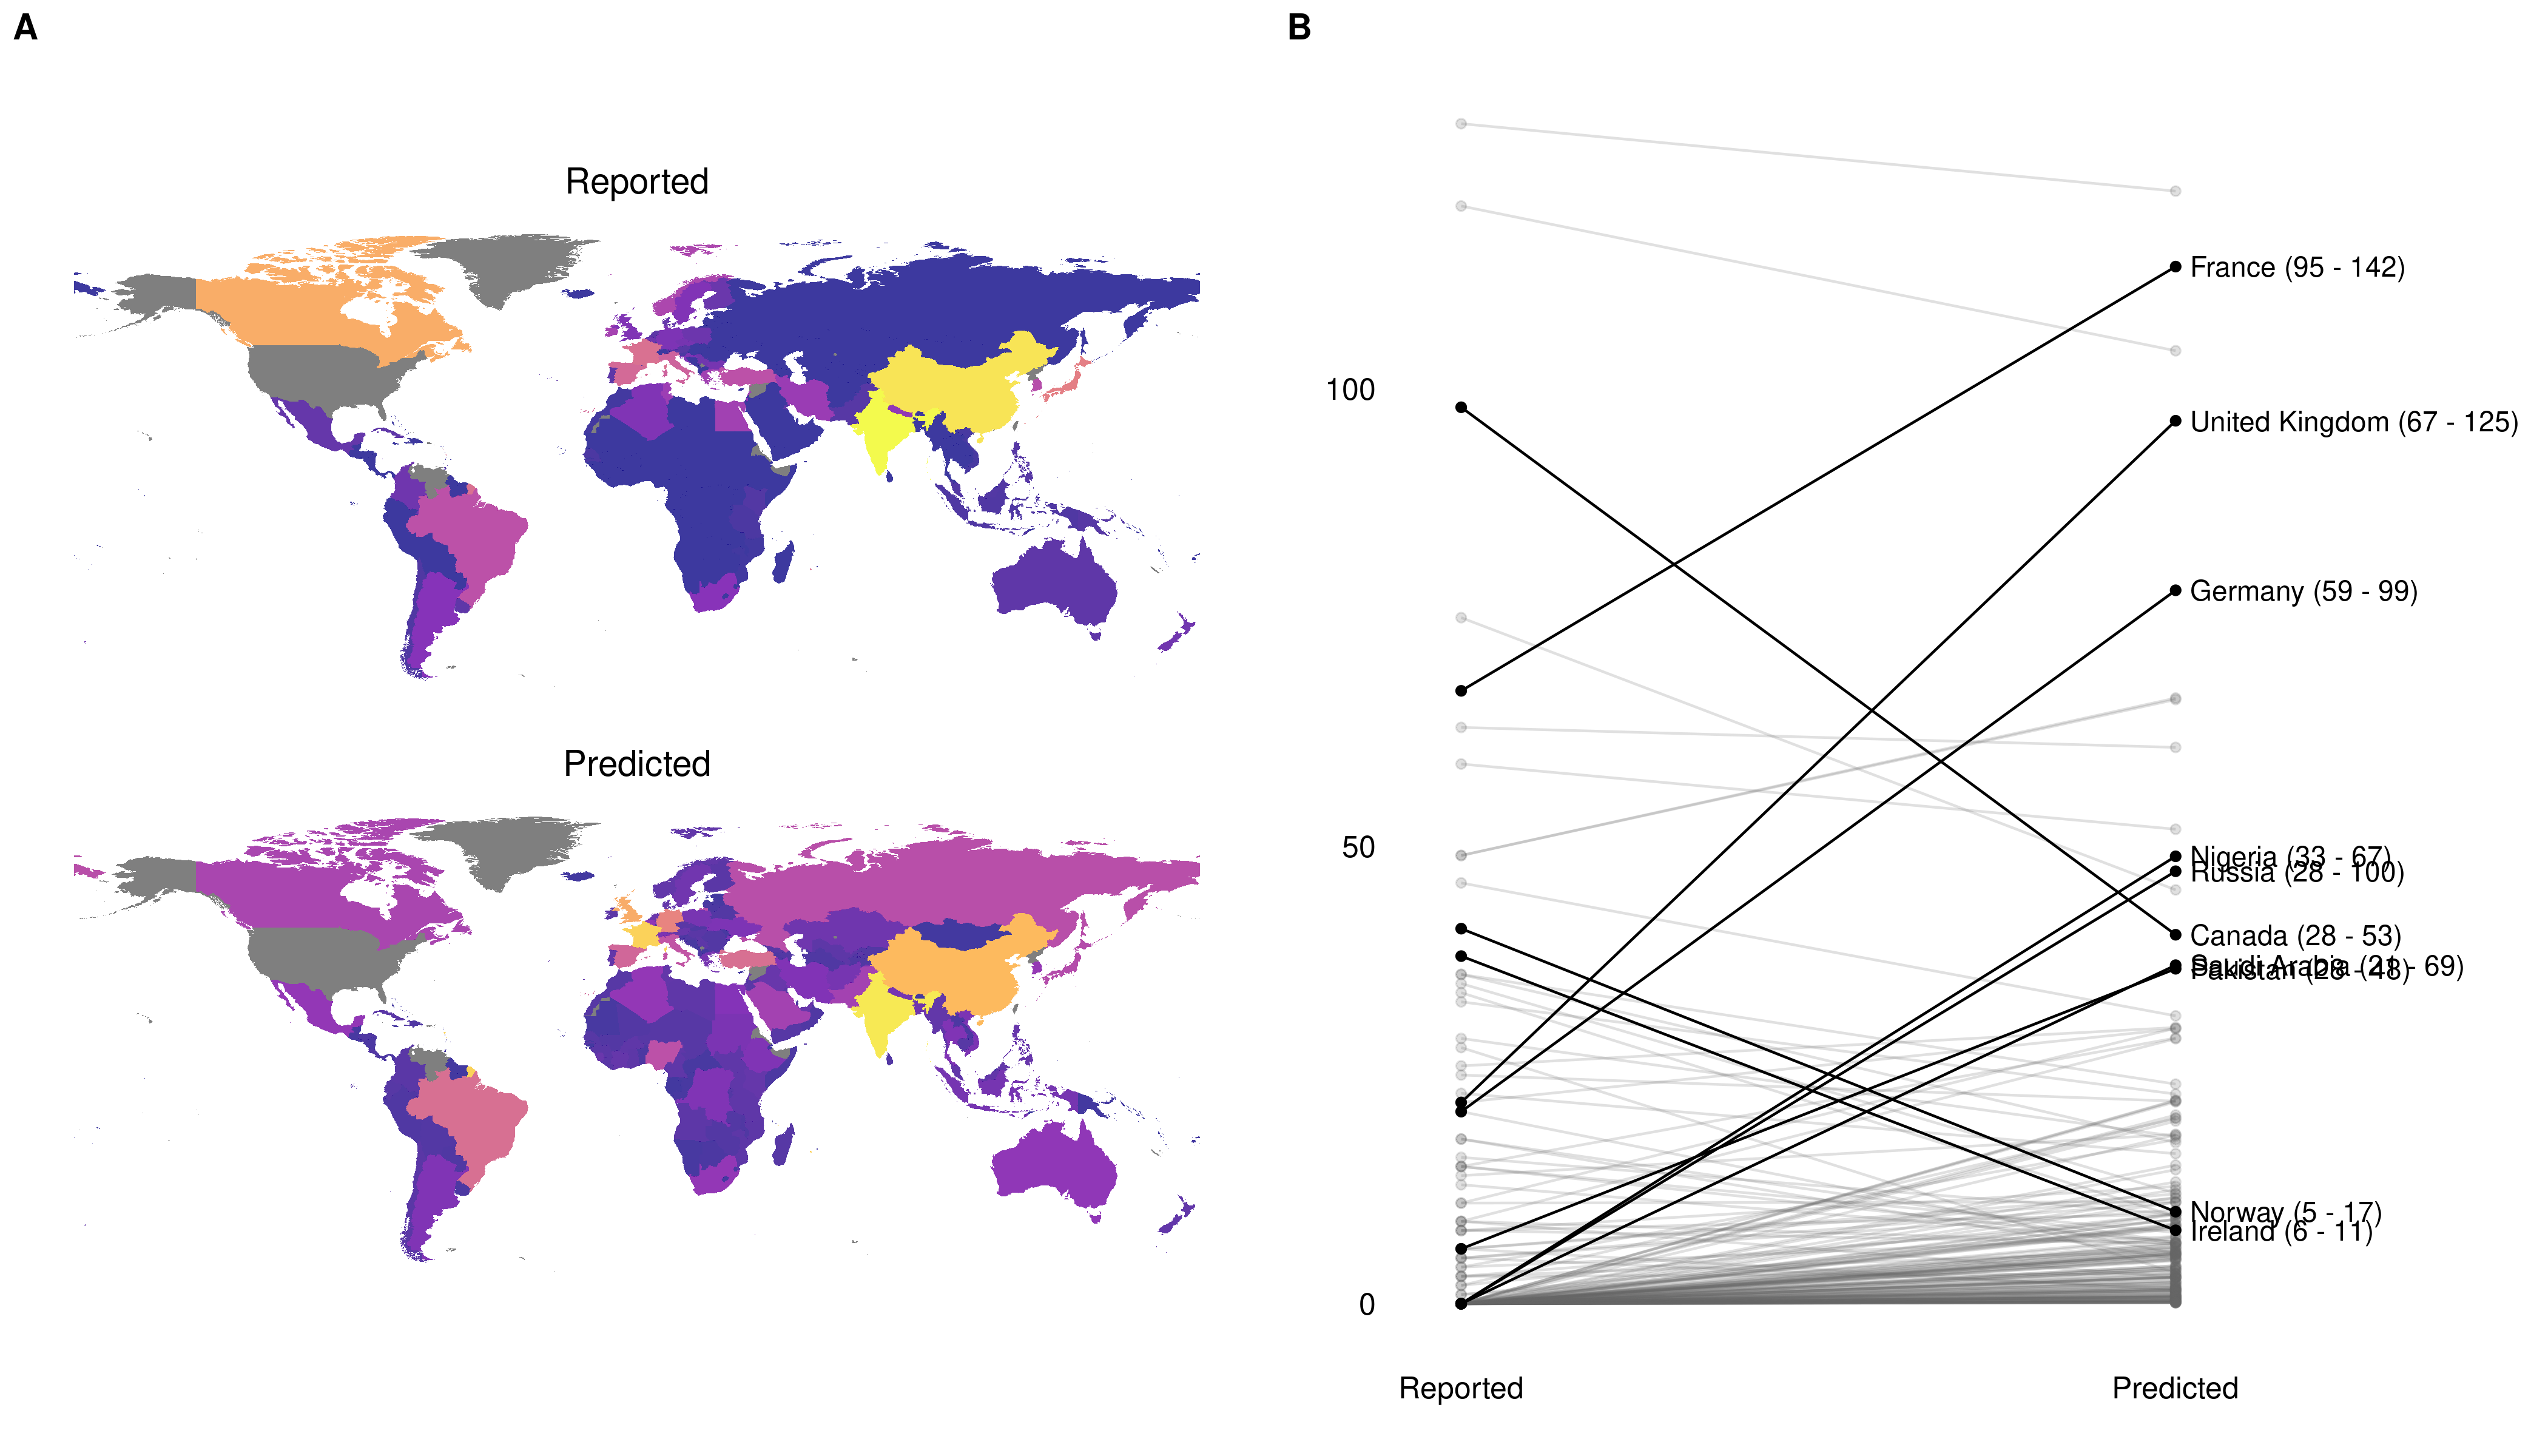 A
B
Reported
Predicted
100
50
0
France (95 - 142)
United Kingdom (67 - 125)
Germany (59 - 99)
Nigeria (33 - 67)
Russia (28 - 100)
Canada (28 - 53)
Saudi Arabia (21 - 69)
Pakistan (28 - 48)
Norway (5 - 17)
Ireland (6 - 11)
Reported
Predicted